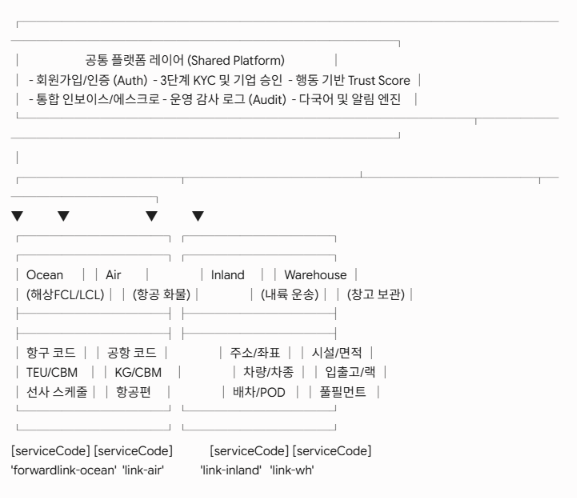 공통 플랫폼 레이어 (Shared Platform)
- 회원가입/인증 (Auth) - 3단계 KYC 및 기업 승인 - 행동 기반 Trust Score
- 통합 인보이스/에스크로 - 운영 감사 로그 (Audit) - 다국어 및 알림 엔진
Ocean Air Inland Warehouse
(해상FCL/LCL) (항공 화물) (내륙 운송) (창고 보관)
항구 코드 공항 코드 주소/좌표 시설/면적
TEU/CBM KG/CBM 차량/차종 입출고/랙
선사 스케줄 항공편 배차/POD 풀필먼트
[serviceCode] [serviceCode] [serviceCode] [serviceCode]
'forwardlink-ocean' 'link-air' 'link-inland' 'link-wh'